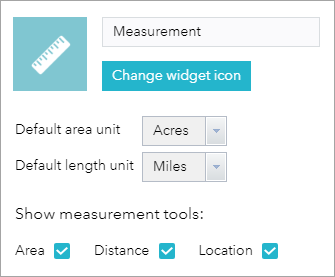 Measurement
Change widget icon
Default area unit Acres
Default length unit Miles
Show measurement tools:
Area Distance Location